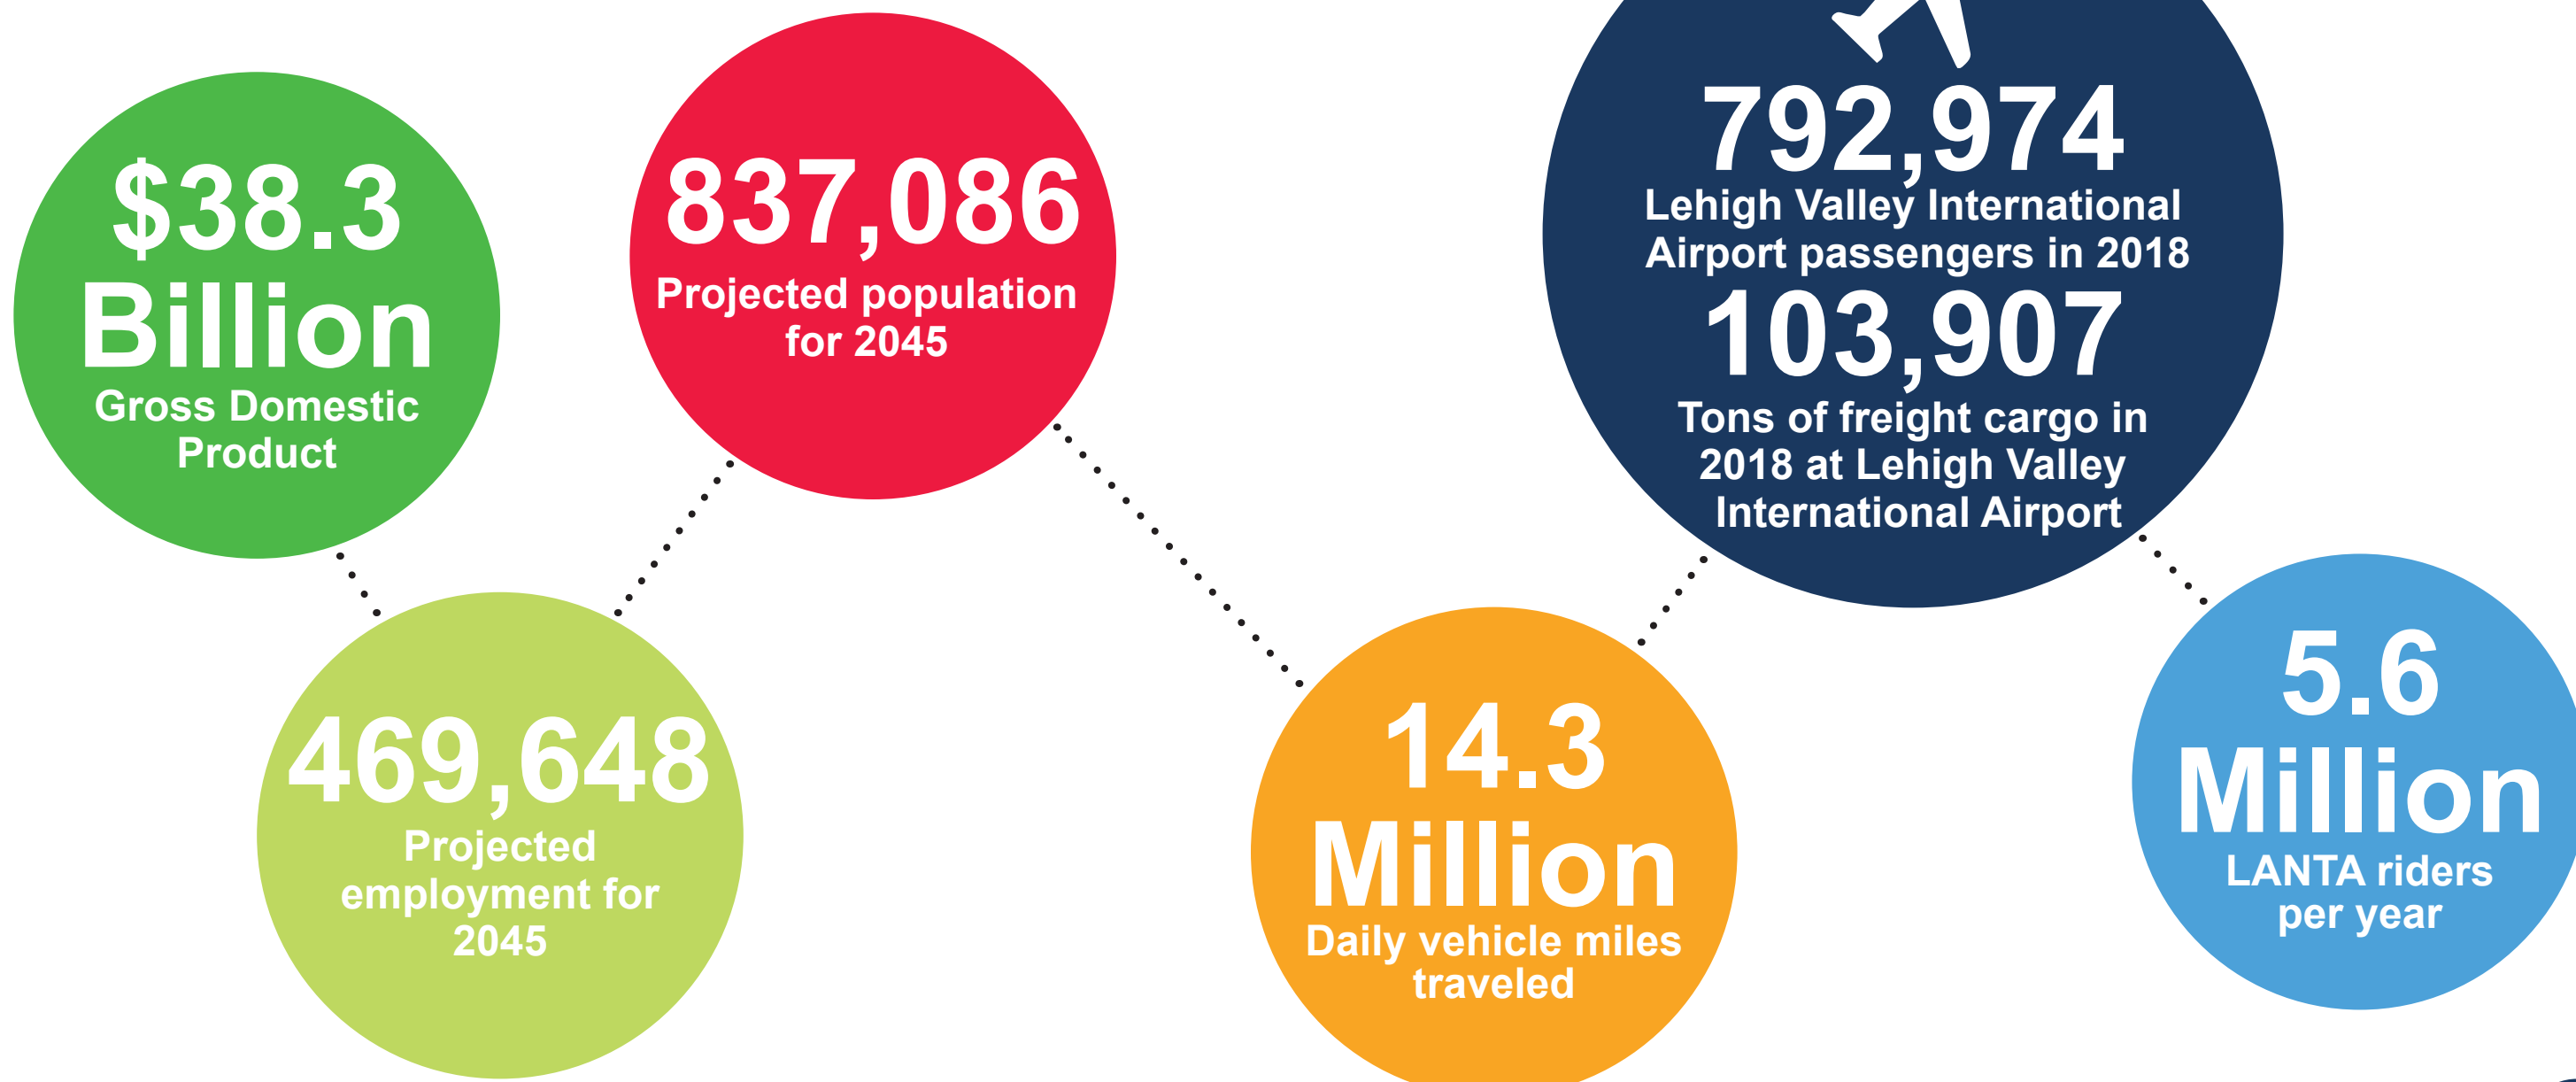 $38.3
Billion
Gross Domestic
Product
469,648
Projected
employment for
2045
837,086
Projected population
for 2045
14.3
Million
Daily vehicle miles
traveled
792,974
Lehigh Valley International
Airport passengers in 2018
103,907
Tons of freight cargo in
2018 at Lehigh Valley
International Airport
5.6
Million
LANTA riders
per year